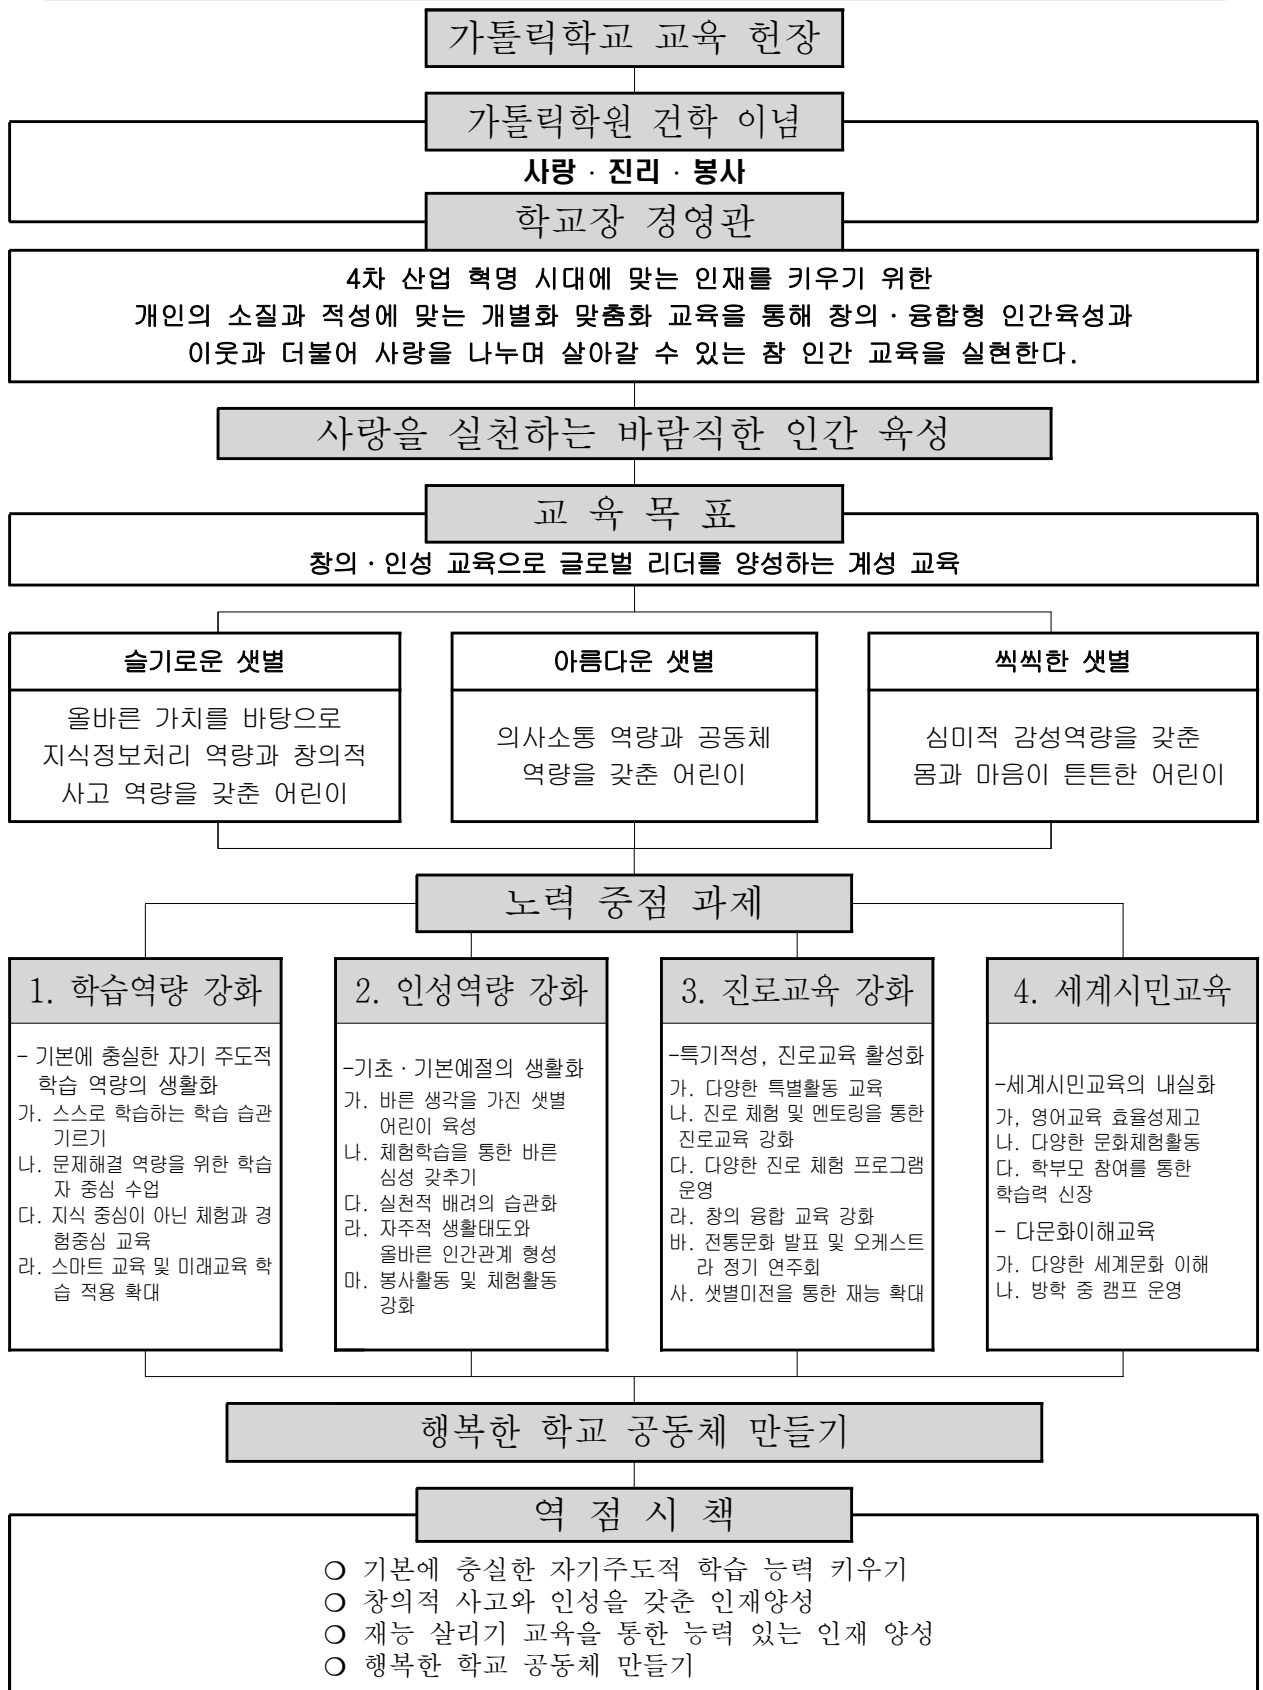 가톨릭학교 교육 헌장
가톨릭학원 건학 이념
사랑 · 진리 · 봉사
학교장 경영관
4차 산업 혁명 시대에 맞는 인재를 키우기 위한
개인의 소질과 적성에 맞는 개별화 맞춤화 교육을 통해 창의 · 융합형 인간육성과
이웃과 더불어 사랑을 나누며 살아갈 수 있는 참 인간 교육을 실현한다.
사랑을 실천하는 바람직한 인간 육성
교 육 목 표
창의 · 인성 교육으로 글로벌 리더를 양성하는 계성 교육
슬기로운 샛별
올바른 가치를 바탕으로
지식정보처리 역량과 창의적
사고 역량을 갖춘 어린이
아름다운 샛별
의사소통 역량과 공동체
역량을 갖춘 어린이
씩씩한 샛별
심미적 감성역량을 갖춘
몸과 마음이 튼튼한 어린이
노력 중점 과제
1. 학습역량 강화
- 기본에 충실한 자기 주도적
학습 역량의 생활화
가. 스스로 학습하는 학습 습관
기르기
나. 문제해결 역량을 위한 학습
자 중심 수업
다. 지식 중심이 아닌 체험과 경
험중심 교육
라. 스마트 교육 및 미래교육 학
습 적용 확대
2. 인성역량 강화
-기초 · 기본예절의 생활화
가. 바른 생각을 가진 샛별
어린이 육성
나. 체험학습을 통한 바른
심성 갖추기
다. 실천적 배려의 습관화
라. 자주적 생활태도와
올바른 인간관계 형성
마. 봉사활동 및 체험활동
강화
3. 진로교육 강화
-특기적성, 진로교육 활성화
가. 다양한 특별활동 교육
나. 진로 체험 및 멘토링을 통한
진로교육 강화
다. 다양한 진로 체험 프로그램
운영
라. 창의 융합 교육 강화
바. 전통문화 발표 및 오케스트
라 정기 연주회
사. 샛별미전을 통한 재능 확대
4. 세계시민교육
-세계시민교육의 내실화
가, 영어교육 효율성제고
나. 다양한 문화체험활동
다. 학부모 참여를 통한
학습력 신장
- 다문화이해교육
가. 다양한 세계문화 이해
나. 방학 중 캠프 운영
행복한 학교 공동체 만들기
역 점 시 책
❍ 기본에 충실한 자기주도적 학습 능력 키우기
❍ 창의적 사고와 인성을 갖춘 인재양성
❍ 재능 살리기 교육을 통한 능력 있는 인재 양성
❍ 행복한 학교 공동체 만들기